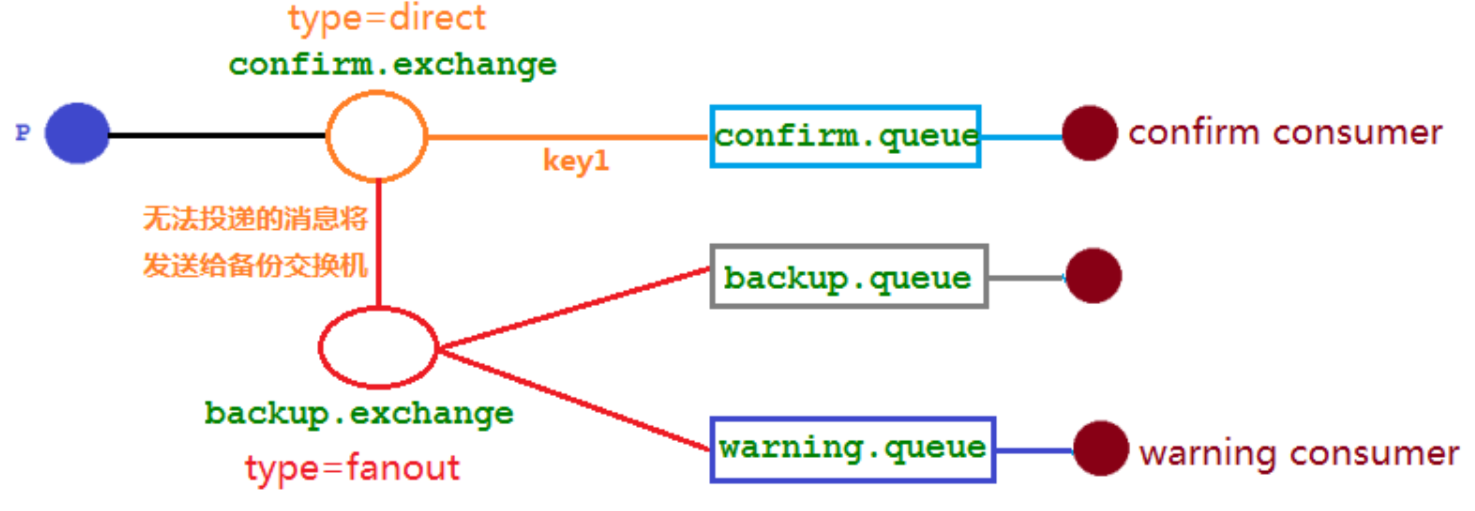 type=direct
confirm.exchange
P
key1
confirm.queue
confirm consumer
无法投递的消息将
发送给备份交换机
backup.queue
backup.exchange
type=fanout
warning.queue
warning consumer